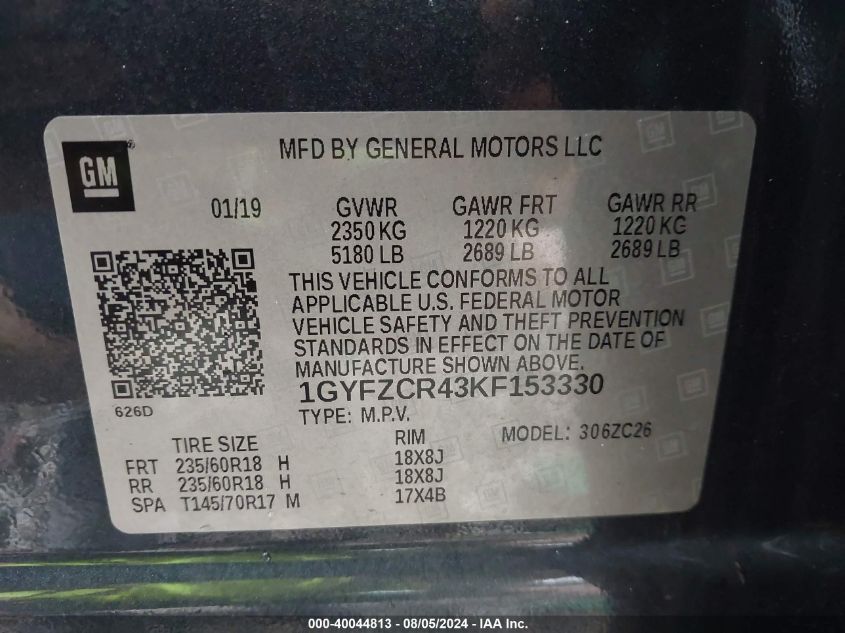 MFD BY GENERAL MOTORS LLC
GM ®
01/19 GVWR GAWR FRT GAWR RR
2350 KG 1220 KG 1220 KG
5180 LB 2689 LB 2689 LB
THIS VEHICLE CONFORMS TO ALL
APPLICABLE U.S. FEDERAL MOTOR
VEHICLE SAFETY AND THEFT PREVENTION
STANDARDS IN EFFECT ON THE DATE OF
MANUFACTURE SHOWN ABOVE.
1GYFZCR43KF153330
626D
TYPE: M.P.V.
MODEL: 306ZC26
TIRE SIZE RIM
FRT 235/60R18 H 18X8J
RR 235/60R18 H 18X8J
SPA T145/70R17 M 17X4B
000-40044813 - 08/05/2024 - IAAI Fremont - Copart Inc.